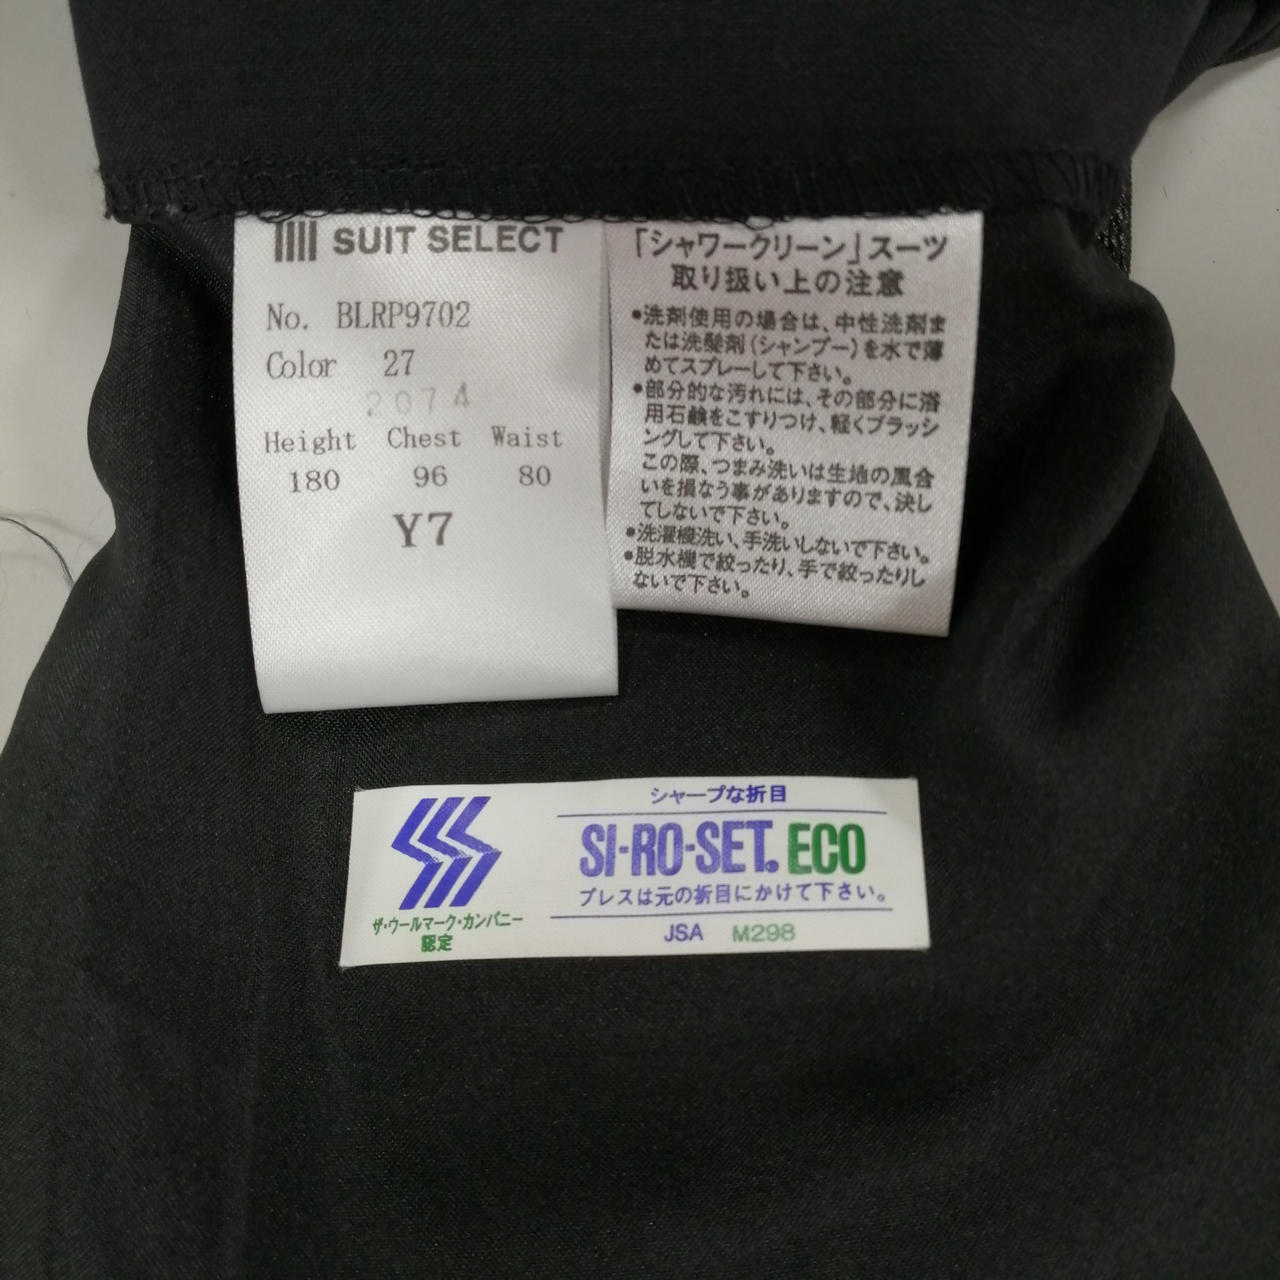 SUIT SELECT
No. BLRP9702
Color 27
2074
Height Chest Waist
180 96 80
Y7
「シャワークリーン」スーツ
取り扱い上の注意
●洗剤使用の場合は、中性洗剤ま
たは洗髪剤(シャンプー)を水で薄
めてスプレーして下さい。
●部分的な汚れには、その部分に浴
用石鹸をこすりつけ、軽くブラッシ
ングして下さい。
この際、つまみ洗いは生地の風合
いを損なう事がありますので、決し
てしないで下さい。
●洗濯機洗い、手洗いしないで下さい。
●脱水機で絞ったり、手で絞ったりし
ないで下さい。
シャープな折目
SI-RO-SET® ECO
プレスは元の折目にかけて下さい。
JSA M298
ザ・ウールマーク・カンパニー
認定